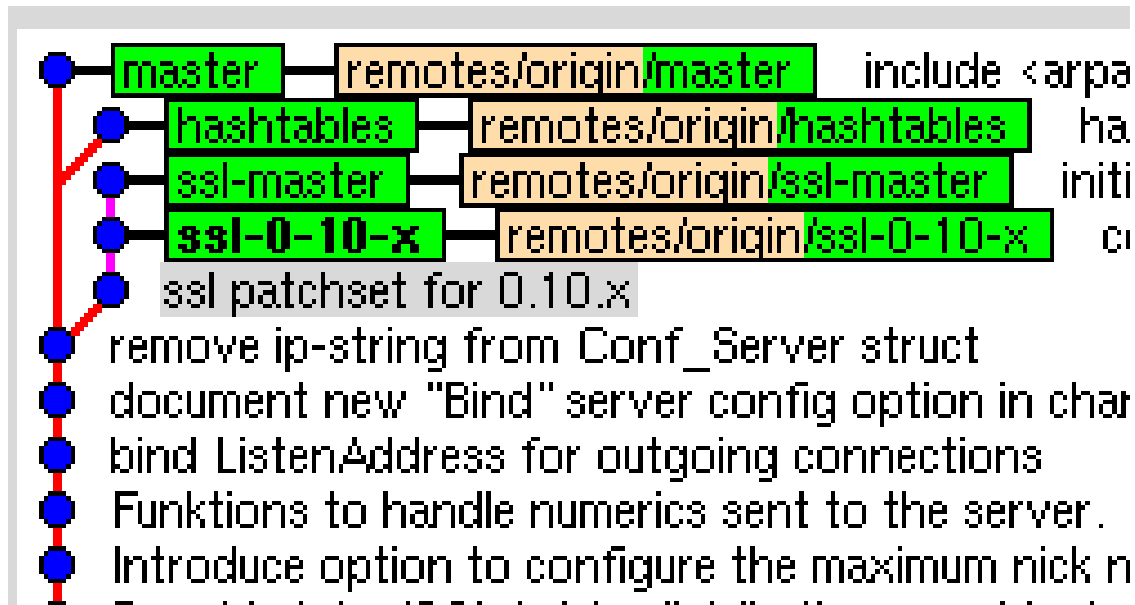 master remotes/origin/master include <arpa
hashtables remotes/origin/hashtables ha
ssl-master remotes/origin/ssl-master initi
ssl-0-10-x remotes/origin/ssl-0-10-x
ssl patchset for 0.10.x
remove ip-string from Conf_Server struct
document new "Bind" server config option in char
bind ListenAddress for outgoing connections
Funktions to handle numerics sent to the server.
Introduce option to configure the maximum nick n